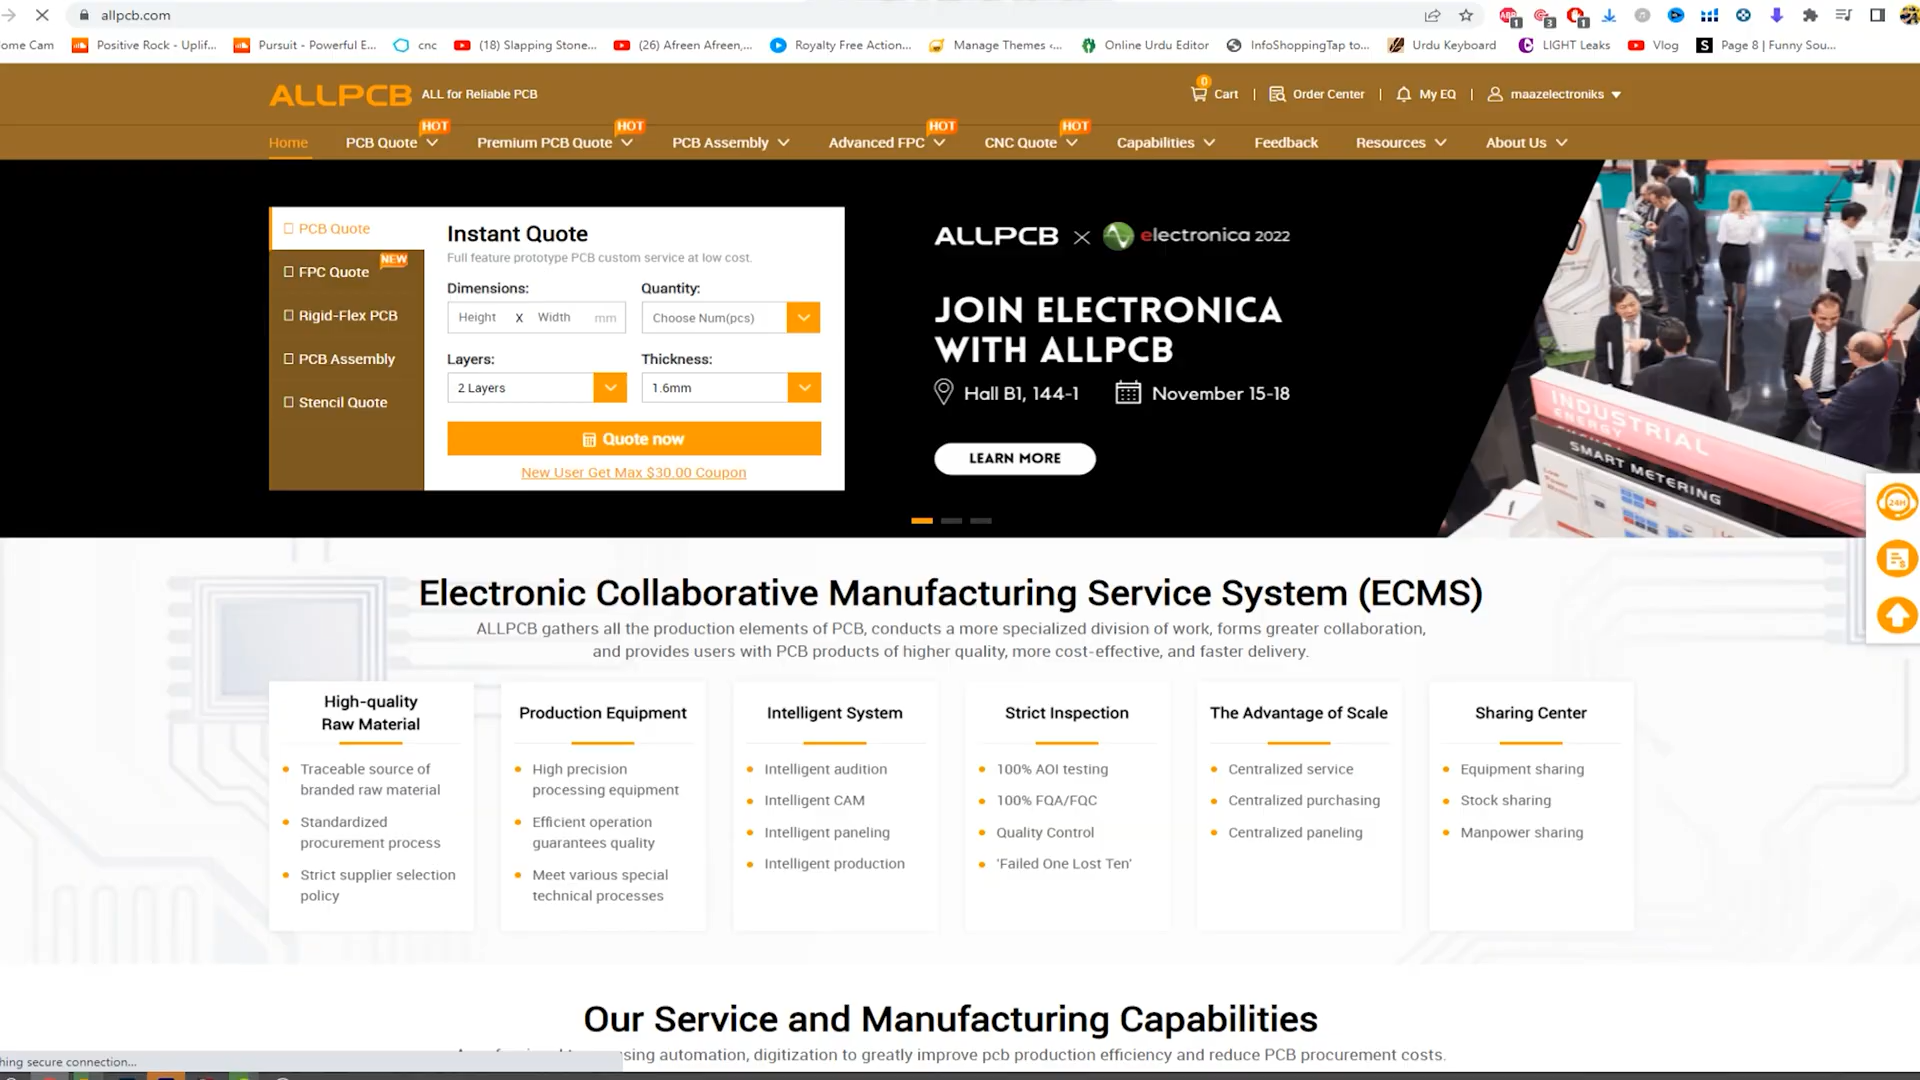 allpcb.com
ome Cam
Positive Rock - Uplif...
Pursuit - Powerful E...
cnc
(18) Slapping Stone...
(26) Afreen Afreen,...
Royalty Free Action...
Manage Themes ‹...
Online Urdu Editor
InfoShoppingTap to...
Urdu Keyboard
LIGHT Leaks
Vlog
Page 8 | Funny Sou...
ALLPCB ALL for Reliable PCB
0
Cart | Order Center | My EQ | maazelectroniks
HOT HOT HOT HOT
Home PCB Quote Premium PCB Quote PCB Assembly Advanced FPC CNC Quote Capabilities Feedback Resources About Us
PCB Quote
FPC Quote NEW
Rigid-Flex PCB
PCB Assembly
Stencil Quote
Instant Quote
Full feature prototype PCB custom service at low cost.
Dimensions: Quantity:
Height X Width mm Choose Num(pcs)
Layers: Thickness:
2 Layers 1.6mm
Quote now
New User Get Max $30.00 Coupon
ALLPCB X electronica 2022
JOIN ELECTRONICA
WITH ALLPCB
Hall B1, 144-1 November 15-18
LEARN MORE
INDUSTRIAL
ENERGY
SMART METERING
24H
Electronic Collaborative Manufacturing Service System (ECMS)
ALLPCB gathers all the production elements of PCB, conducts a more specialized division of work, forms greater collaboration,
and provides users with PCB products of higher quality, more cost-effective, and faster delivery.
High-quality
Raw Material
Traceable source of
branded raw material
Standardized
procurement process
Strict supplier selection
policy
Production Equipment
High precision
processing equipment
Efficient operation
guarantees quality
Meet various special
technical processes
Intelligent System
Intelligent audition
Intelligent CAM
Intelligent paneling
Intelligent production
Strict Inspection
100% AOI testing
100% FQA/FQC
Quality Control
'Failed One Lost Ten'
The Advantage of Scale
Centralized service
Centralized purchasing
Centralized paneling
Sharing Center
Equipment sharing
Stock sharing
Manpower sharing
Our Service and Manufacturing Capabilities
using automation, digitization to greatly improve pcb production efficiency and reduce PCB procurement costs.
hing secure connection...